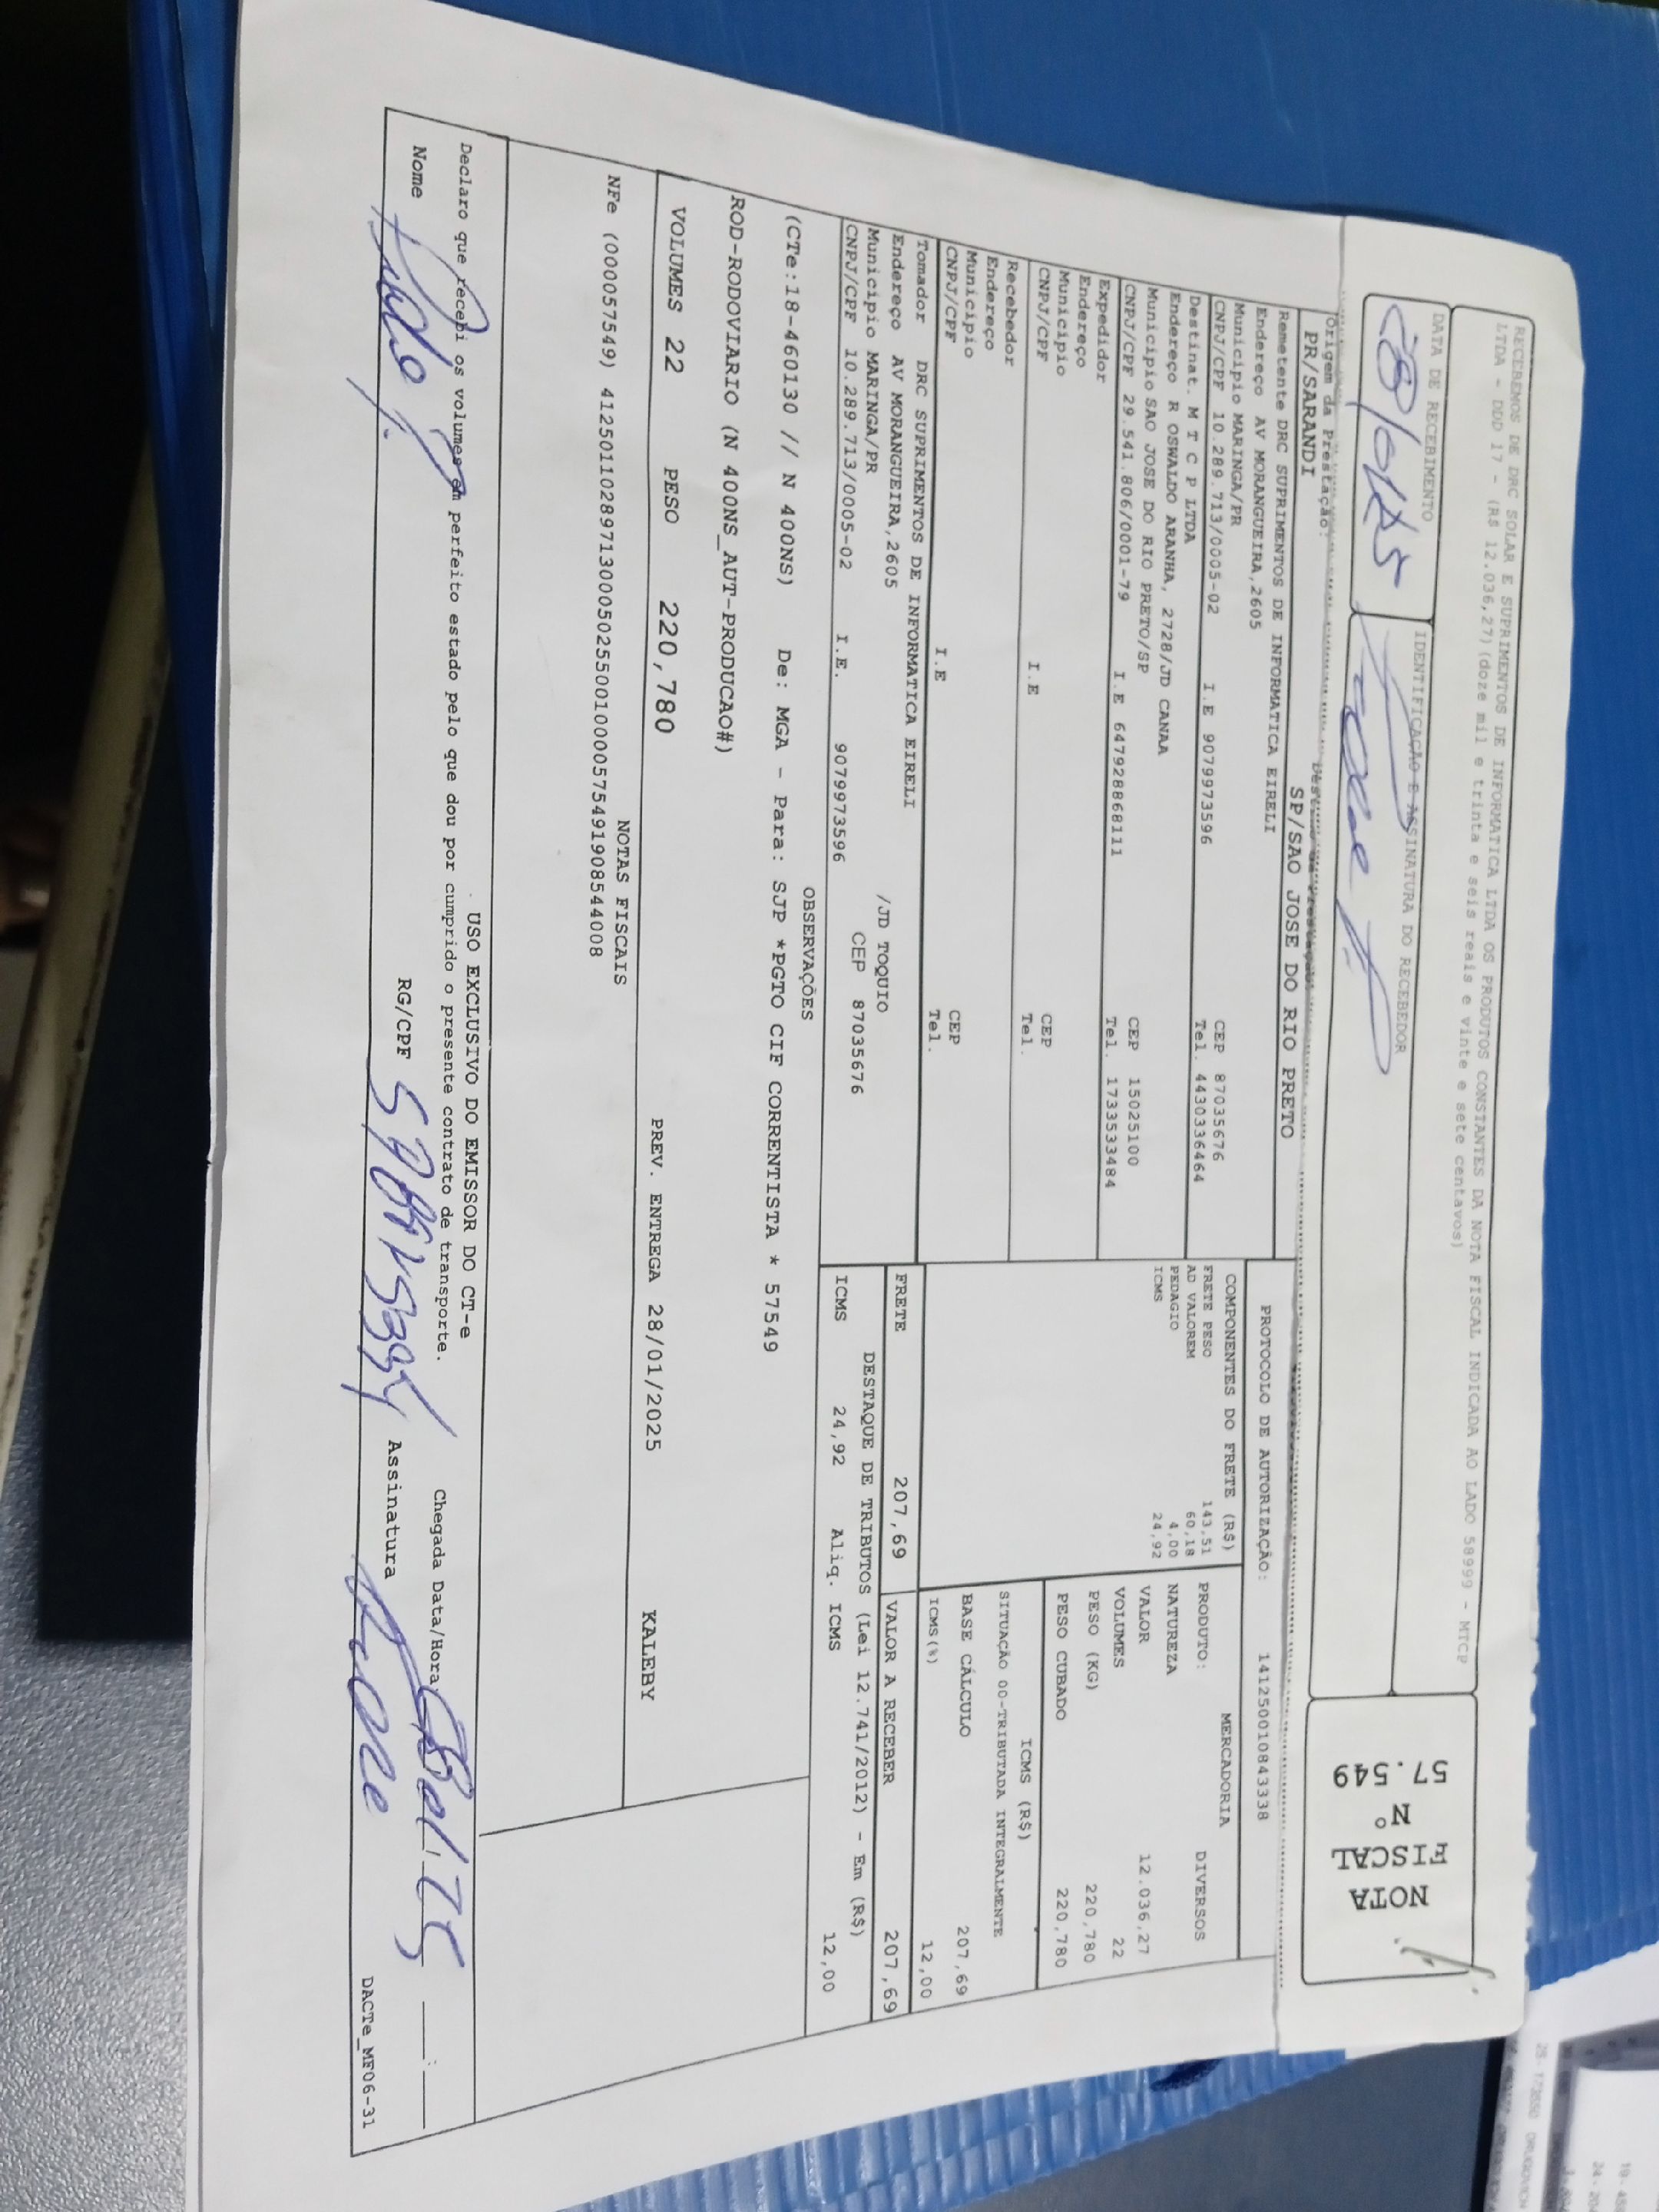 RECEBEMOS DE DRC SOLAR E SUPRIMENTOS DE INFORMATICA LTDA OS PRODUTOS CONSTANTES DA NOTA FISCAL INDICADA AO LADO 58999 - MTCP
LTDA - DDD 17 - (R$ 12.036,27)(doze mil e trinta e seis reais e vinte e sete centavos)
DATA DE RECEBIMENTO
IDENTIFICAÇÃO E ASSINATURA DO RECEBEDOR
28/01/25
NOTA
FISCAL
Nº
57.549
Origem da Prestação:
PR/SARANDI
SP/SAO JOSE DO RIO PRETO
PROTOCOLO DE AUTORIZAÇÃO: 141250010843338
Remetente DRC SUPRIMENTOS DE INFORMATICA EIRELI
Endereço AV MORANGUEIRA,2605
Municipio MARINGA/PR CEP 87035676
CNPJ/CPF 10.289.713/0005-02 I.E 9079973596 Tel. 4430336464
Destinat. M T C P LTDA
Endereço R OSWALDO ARANHA, 2728/JD CANAA
Municipio SAO JOSE DO RIO PRETO/SP CEP 15025100
CNPJ/CPF 29.541.806/0001-79 I.E 647928868111 Tel. 1733533484
Expedidor
Endereço
Municipio CEP
CNPJ/CPF I.E Tel.
Recebedor
Endereço
Municipio CEP
CNPJ/CPF I.E Tel.
Tomador DRC SUPRIMENTOS DE INFORMATICA EIRELI
Endereço AV MORANGUEIRA,2605 /JD TOQUIO
Municipio MARINGA/PR CEP 87035676
CNPJ/CPF 10.289.713/0005-02 I.E. 9079973596
COMPONENTES DO FRETE (R$)
FRETE PESO 143,51
AD VALOREM 60,18
PEDAGIO 4,00
ICMS 24,92
MERCADORIA
PRODUTO: DIVERSOS
NATUREZA
VALOR 12.036,27
VOLUMES 22
PESO (KG) 220,780
PESO CUBADO 220,780
ICMS (R$)
SITUAÇÃO 00-TRIBUTADA INTEGRALMENTE
BASE CÁLCULO 207,69
ICMS(%) 12,00
FRETE 207,69 VALOR A RECEBER 207,69
DESTAQUE DE TRIBUTOS (Lei 12.741/2012) - Em (R$)
ICMS 24,92 Aliq. ICMS 12,00
OBSERVAÇÕES
(CTe:18-460130 // N 400NS) De: MGA - Para: SJP *PGTO CIF CORRENTISTA * 57549
ROD-RODOVIARIO (N 400NS_AUT-PRODUCAO#)
VOLUMES 22 PESO 220,780 PREV. ENTREGA 28/01/2025 KALEBY
NOTAS FISCAIS
NFe (000057549) 41250110289713000502550010000575491908544008
USO EXCLUSIVO DO EMISSOR DO CT-e
Declaro que recebi os volumes em perfeito estado pelo que dou por cumprido o presente contrato de transporte.
Chegada Data/Hora
Nome RG/CPF Assinatura
DACTe_MF06-31